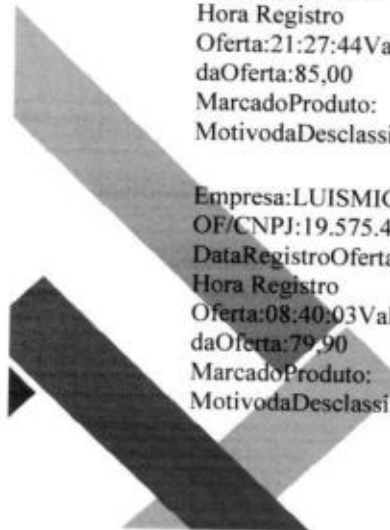 Hora Registro
Oferta:21:27:44Va
daOferta:85,00
MarcadoProduto:
MotivodaDesclassi
Empresa:LUISMIG
OF/CNPJ:19.575.4
DataRegistroOferta
Hora Registro
Oferta:08:40:03Val
daOferta:79,90
MarcadoProduto:
MotivodaDesclassi